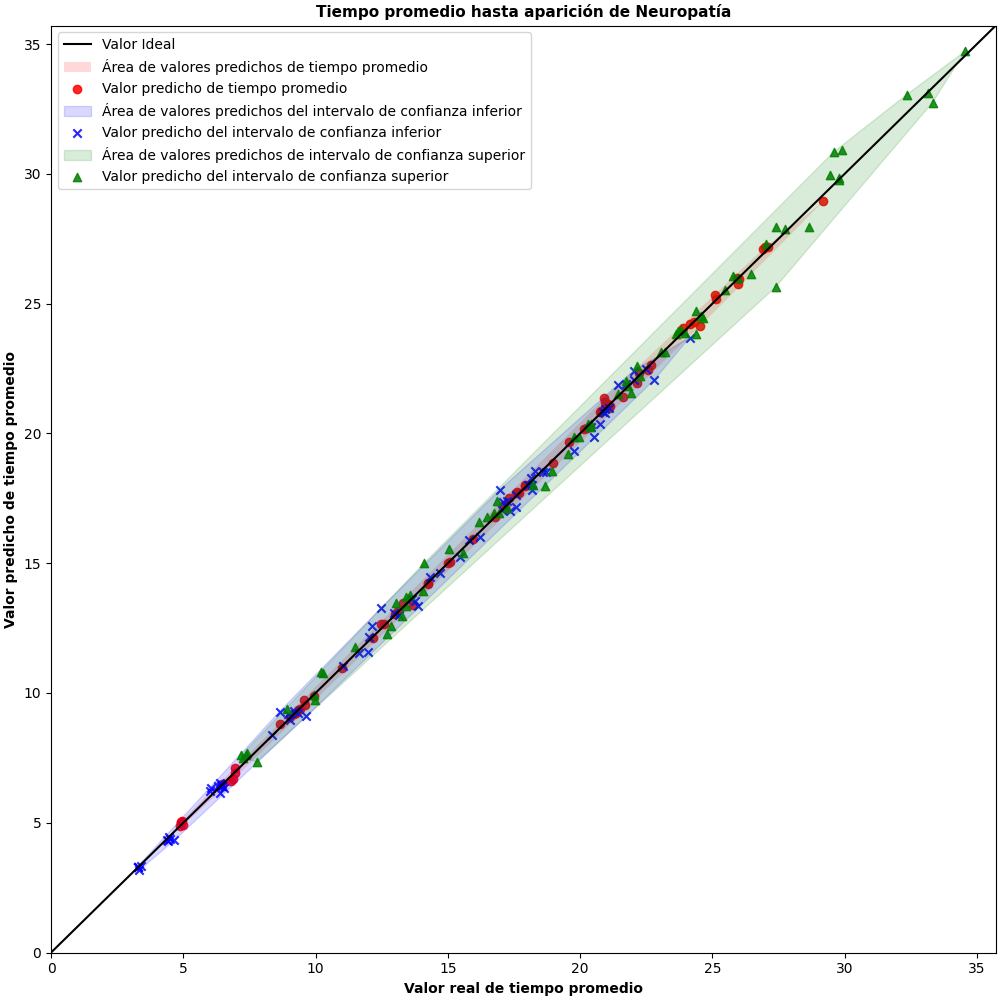 Tiempo promedio hasta aparición de Neuropatía
Valor Ideal
Área de valores predichos de tiempo promedio
Valor predicho de tiempo promedio
Área de valores predichos del intervalo de confianza inferior
Valor predicho del intervalo de confianza inferior
Área de valores predichos de intervalo de confianza superior
Valor predicho del intervalo de confianza superior
Valor predicho de tiempo promedio
35
30
25
20
15
10
5
0
0 5 10 15 20 25 30 35
Valor real de tiempo promedio